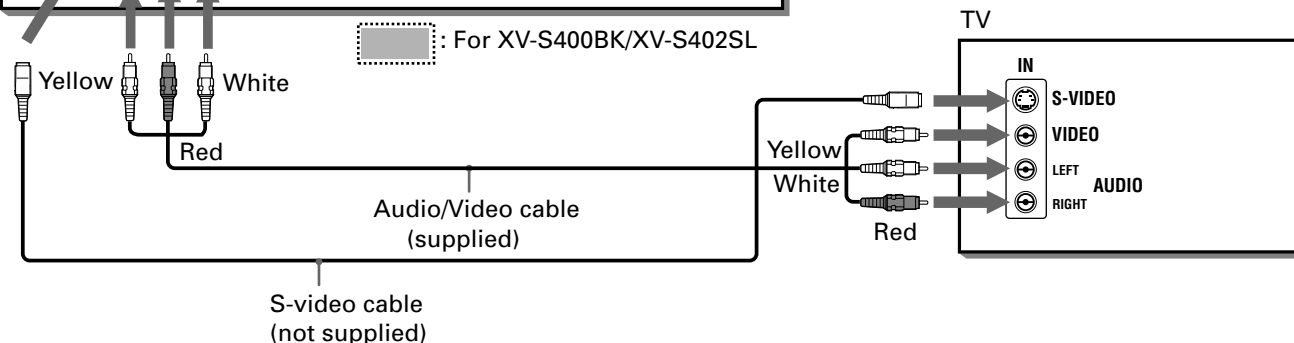 TV
: For XV-S400BK/XV-S402SL
IN
Yellow
White
S-VIDEO
VIDEO
Red
Yellow
LEFT
White
AUDIO
RIGHT
Audio/Video cable
(supplied)
Red
S-video cable
(not supplied)